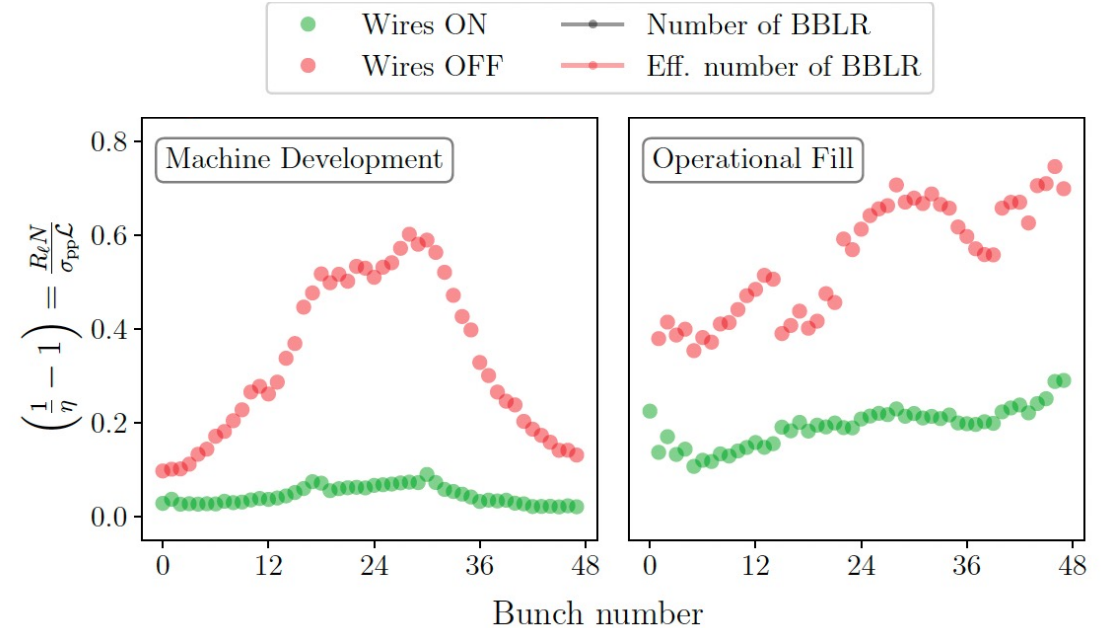 Wires ON
Wires OFF
Number of BBLR
Eff. number of BBLR
Machine Development
Operational Fill
(1/η − 1) = RℓN/σppℒ
0.8
0.6
0.4
0.2
0.0
0 12 24 36 48
0 12 24 36 48
Bunch number